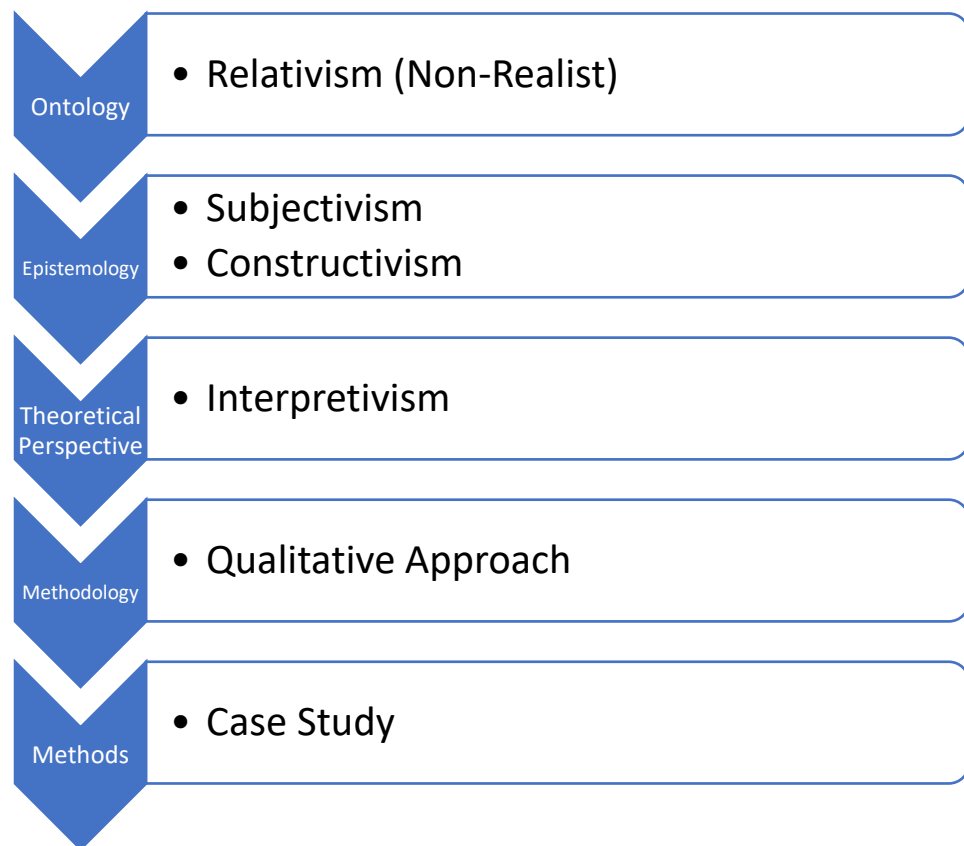 Ontology
• Relativism (Non-Realist)
Epistemology
• Subjectivism
• Constructivism
Theoretical
Perspective
• Interpretivism
Methodology
• Qualitative Approach
Methods
• Case Study